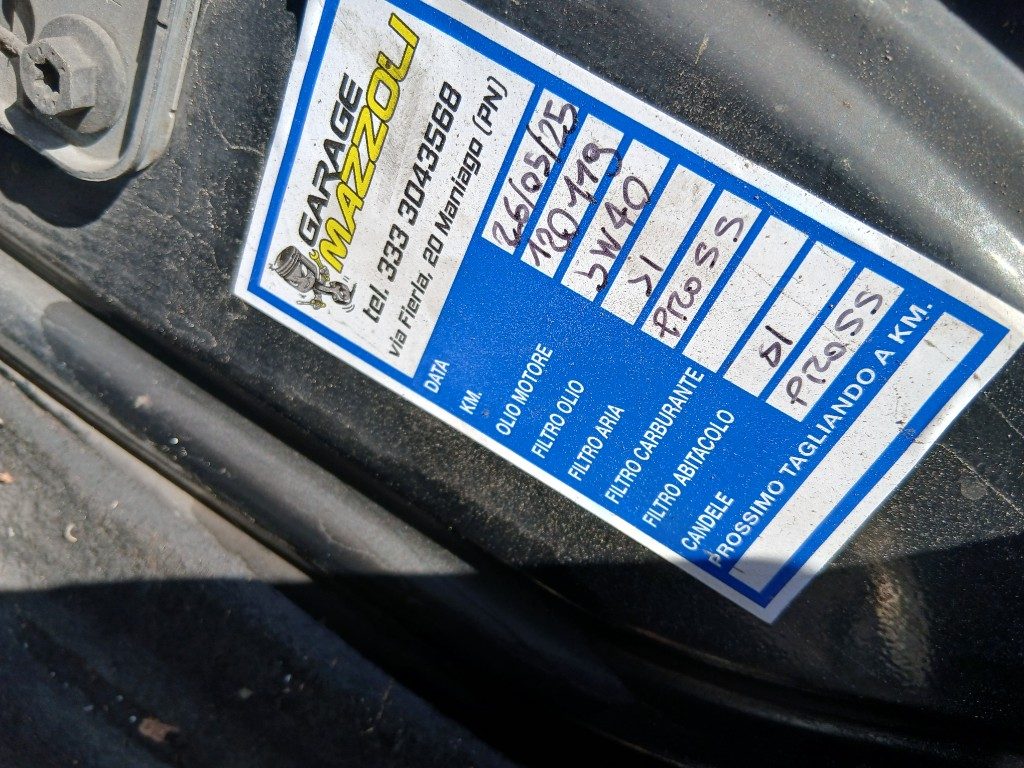 GARAGE
MAZZOLI
tel. 333 3043568
via Fieria, 20 Maniago (PN)
DATA 26/05/25
KM. 120119
OLIO MOTORE 5W40
FILTRO OLIO SI
FILTRO ARIA PROSS
FILTRO CARBURANTE
FILTRO ABITACOLO SI
CANDELE PROSS
PROSSIMO TAGLIANDO A KM.